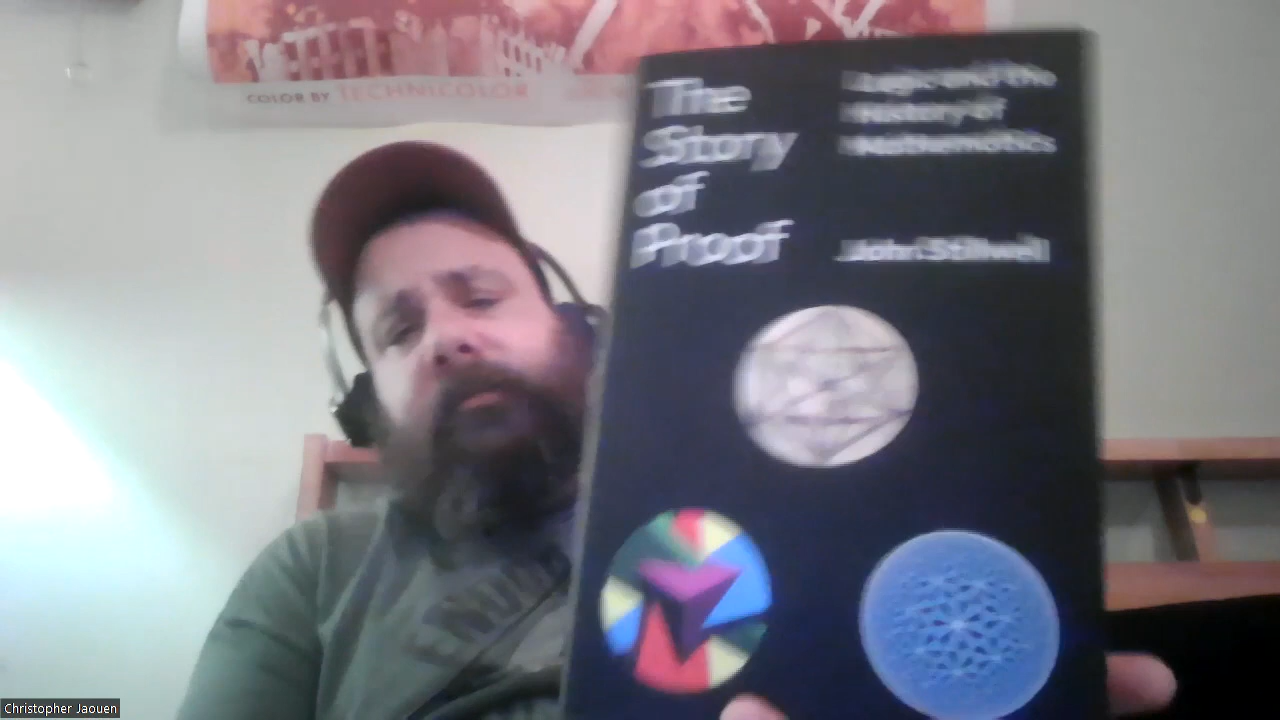 COLOR BY TECHNICOLOR
The
Story
of
Proof
Logic and the
History of
Mathematics
John Stillwell
Christopher Jaouen